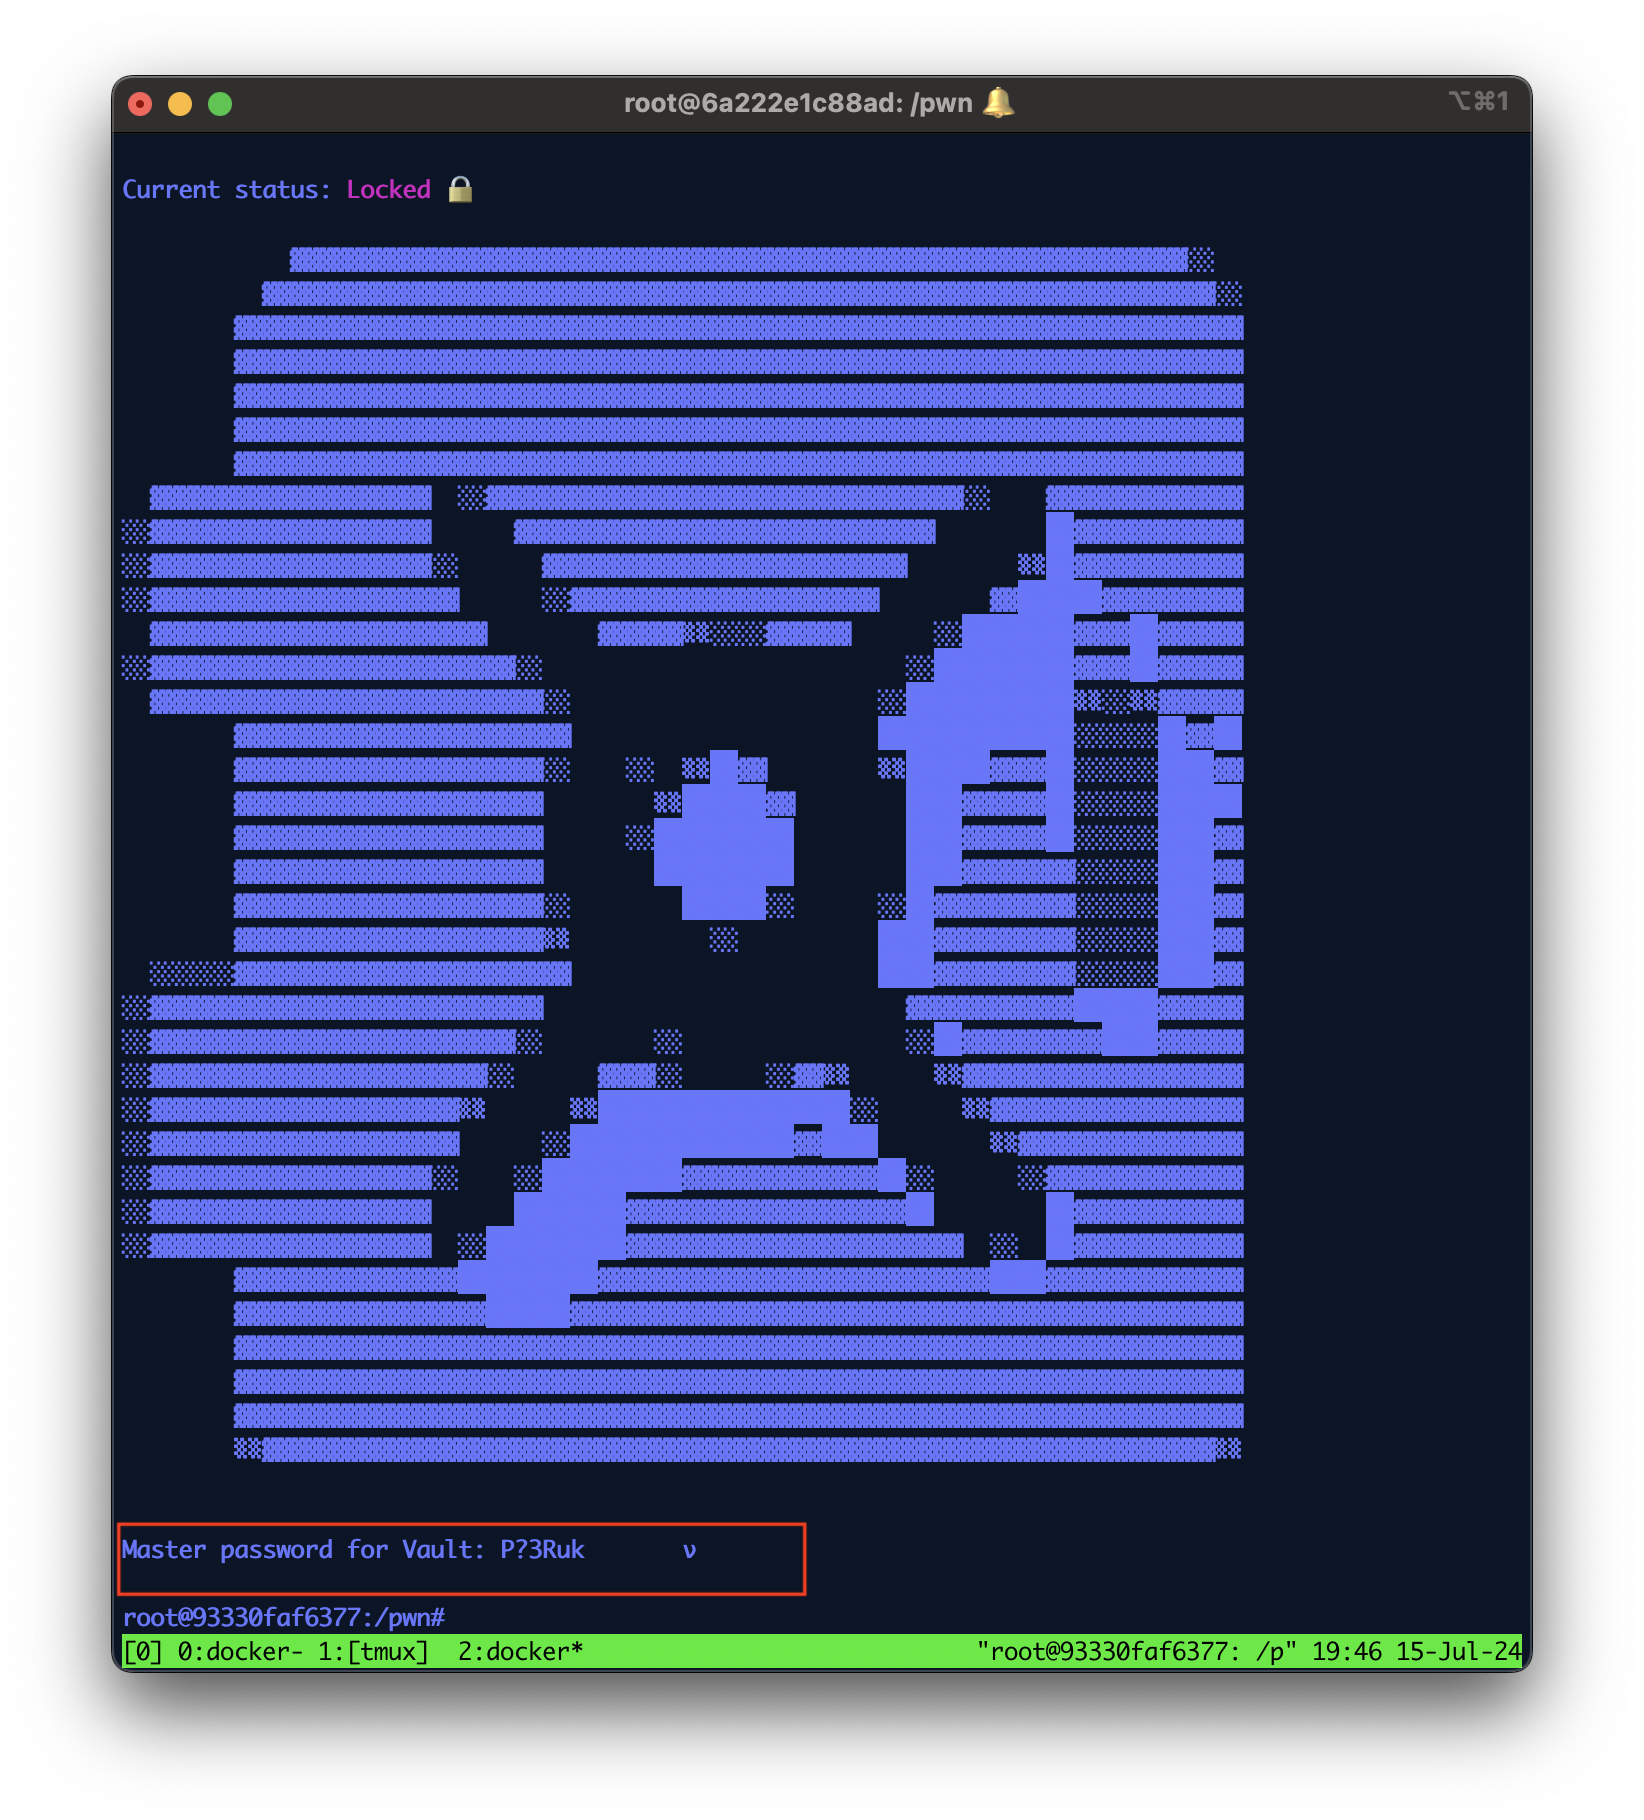 root@6a222e1c88ad: /pwn 🔔 ⌥⌘1
Current status: Locked 🔒
Master password for Vault: P?3Ruk       ν
root@93330faf6377:/pwn#
[0] 0:docker- 1:[tmux]  2:docker*                            "root@93330faf6377: /p" 19:46 15-Jul-24